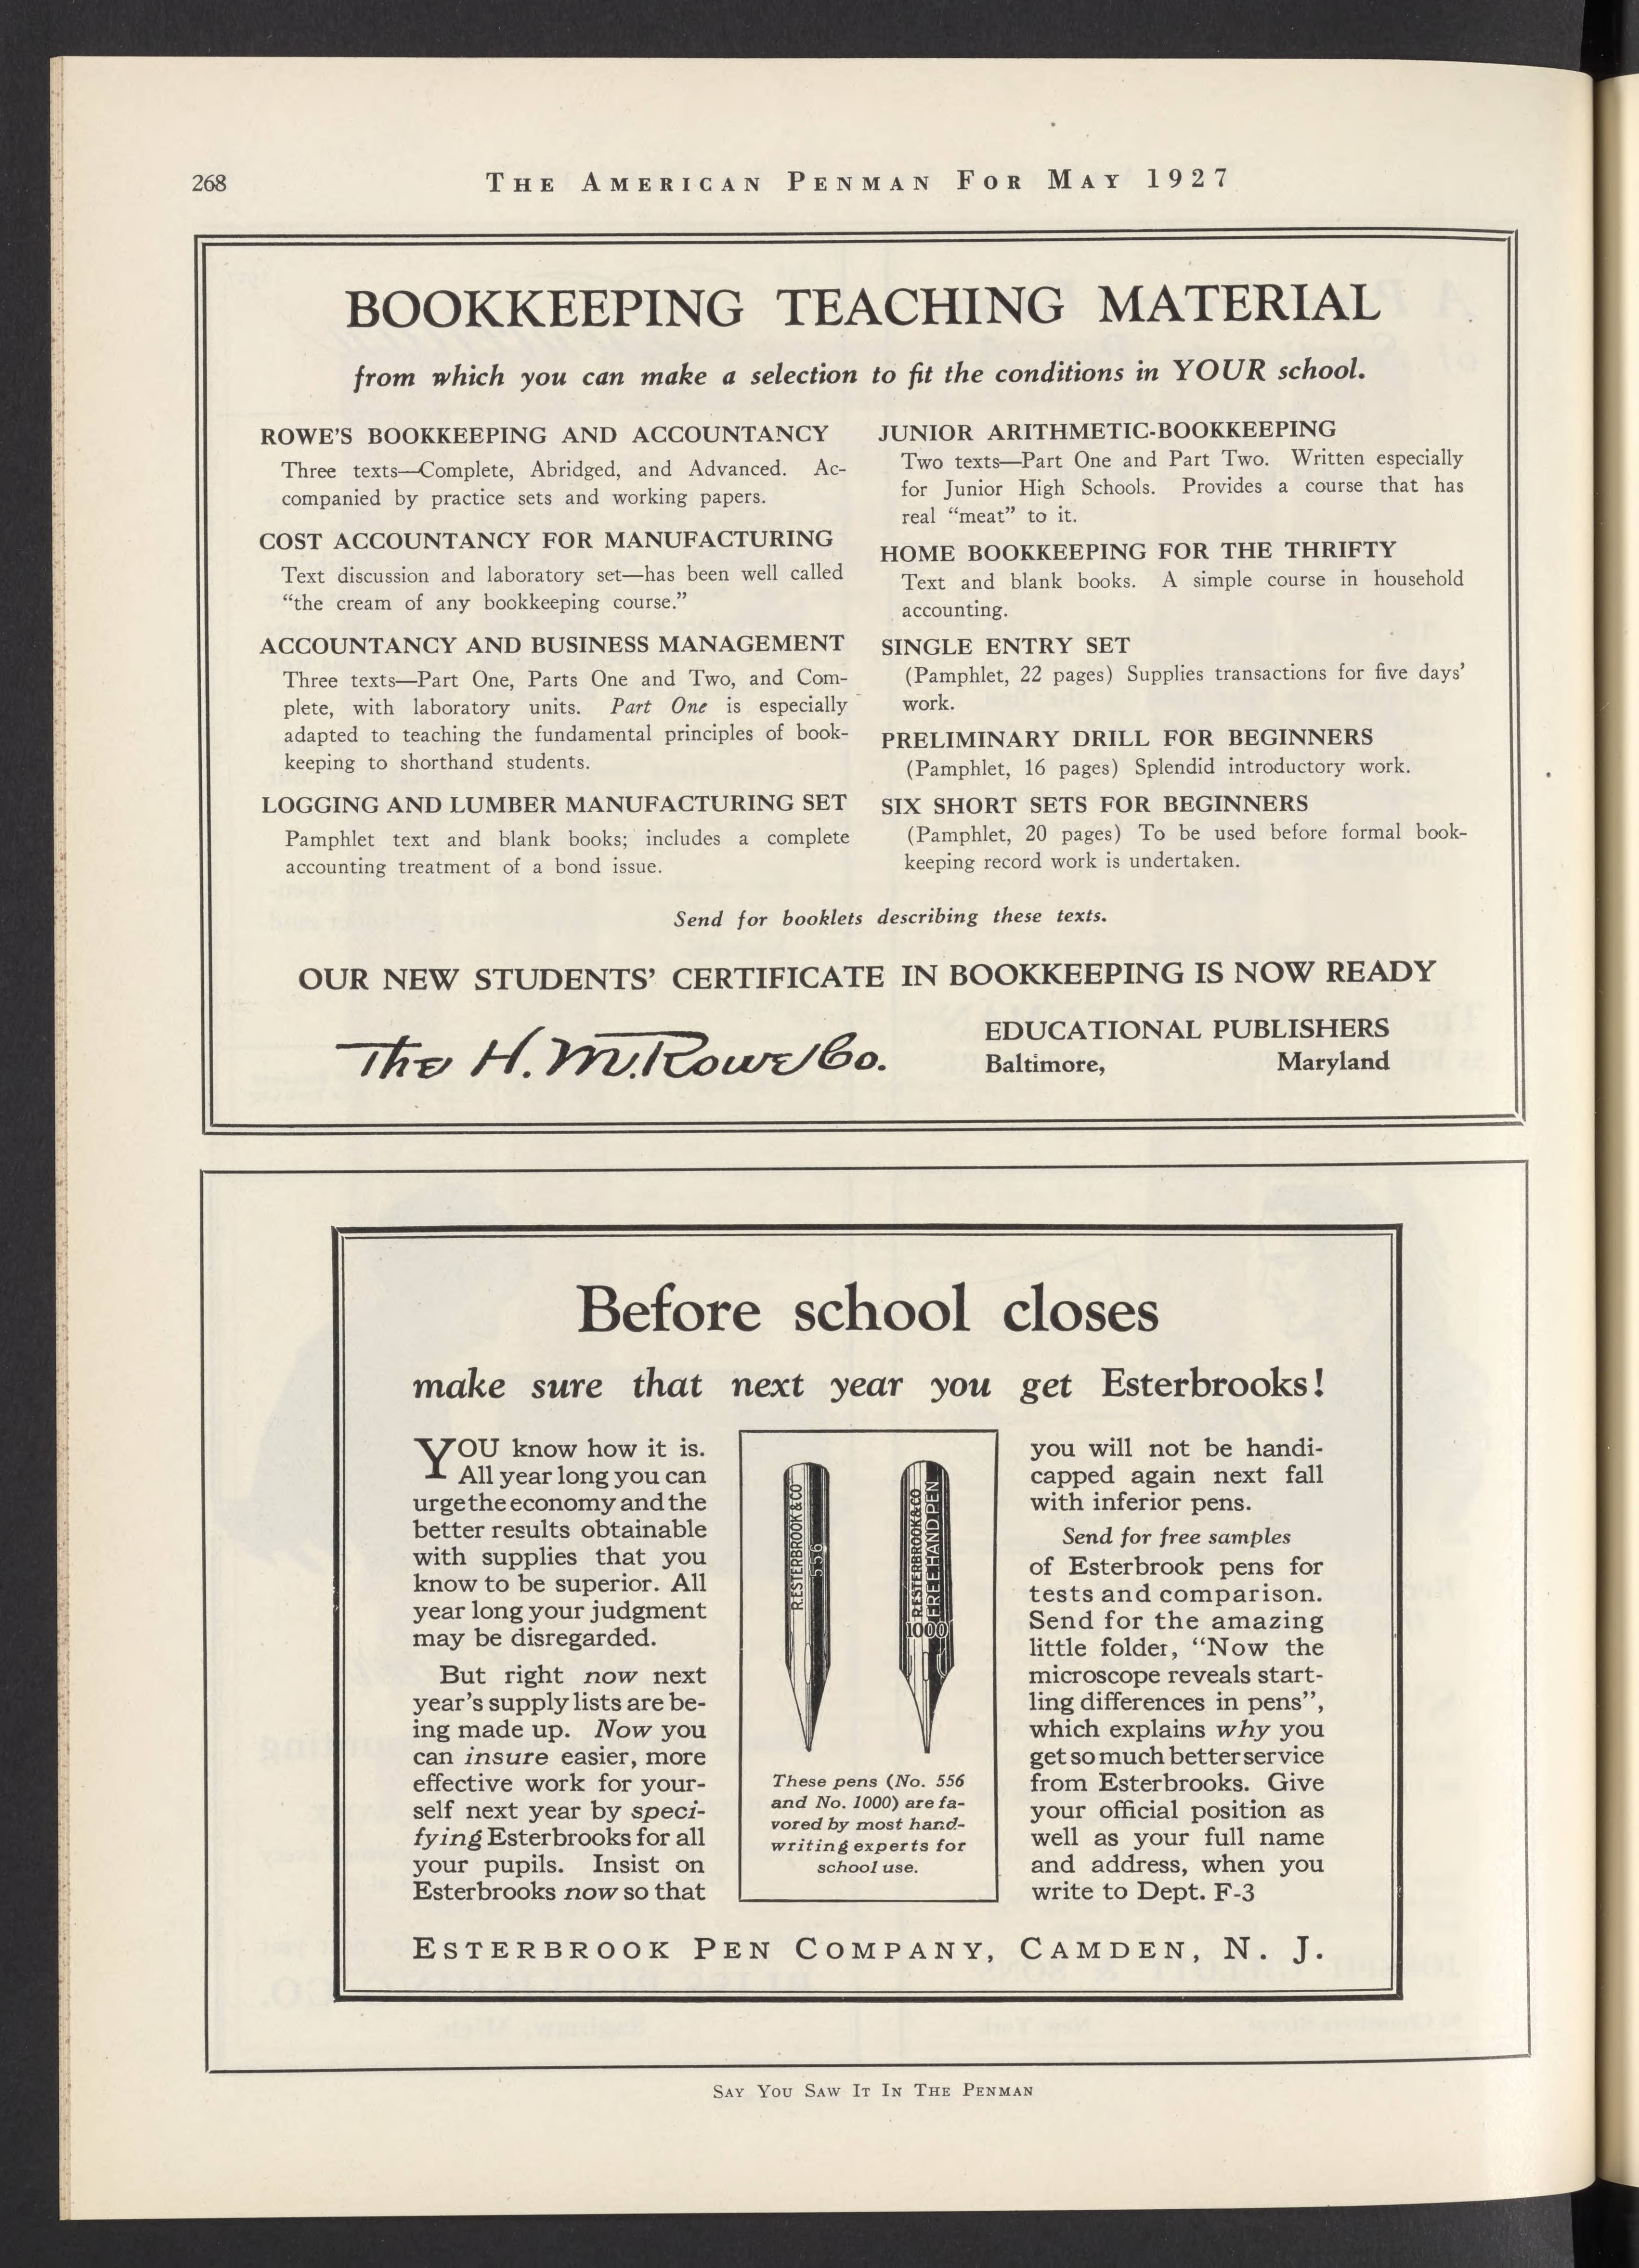 268
THE AMERICAN PENMAN FOR MAY 1927
BOOKKEEPING TEACHING MATERIAL
from which you can make a selection to fit the conditions in YOUR school.
ROWE'S BOOKKEEPING AND ACCOUNTANCY
Three texts—Complete, Abridged, and Advanced. Ac-
companied by practice sets and working papers.
COST ACCOUNTANCY FOR MANUFACTURING
Text discussion and laboratory set—has been well called
“the cream of any bookkeeping course.”
ACCOUNTANCY AND BUSINESS MANAGEMENT
Three texts—Part One, Parts One and Two, and Com-
plete, with laboratory units. Part One is especially
adapted to teaching the fundamental principles of book-
keeping to shorthand students.
LOGGING AND LUMBER MANUFACTURING SET
Pamphlet text and blank books; includes a complete
accounting treatment of a bond issue.
JUNIOR ARITHMETIC-BOOKKEEPING
Two texts—Part One and Part Two. Written especially
for Junior High Schools. Provides a course that has
real “meat” to it.
HOME BOOKKEEPING FOR THE THRIFTY
Text and blank books. A simple course in household
accounting.
SINGLE ENTRY SET
(Pamphlet, 22 pages) Supplies transactions for five days'
work.
PRELIMINARY DRILL FOR BEGINNERS
(Pamphlet, 16 pages) Splendid introductory work.
SIX SHORT SETS FOR BEGINNERS
(Pamphlet, 20 pages) To be used before formal book-
keeping record work is undertaken.
Send for booklets describing these texts.
OUR NEW STUDENTS' CERTIFICATE IN BOOKKEEPING IS NOW READY
The H. M. Rowe Co.
EDUCATIONAL PUBLISHERS
Baltimore, Maryland
Before school closes
make sure that next year you get Esterbrooks!
YOU know how it is.
All year long you can
urge the economy and the
better results obtainable
with supplies that you
know to be superior. All
year long your judgment
may be disregarded.
But right now next
year's supply lists are be-
ing made up. Now you
can insure easier, more
effective work for your-
self next year by speci-
fying Esterbrooks for all
your pupils. Insist on
Esterbrooks now so that
R.ESTERBROOK & CO
556
R.ESTERBROOK & CO
FREE HAND PEN
1000
These pens (No. 556
and No. 1000) are fa-
vored by most hand-
writing experts for
school use.
you will not be handi-
capped again next fall
with inferior pens.
Send for free samples
of Esterbrook pens for
tests and comparison.
Send for the amazing
little folder, “Now the
microscope reveals start-
ling differences in pens”,
which explains why you
get so much better service
from Esterbrooks. Give
your official position as
well as your full name
and address, when you
write to Dept. F-3
ESTERBROOK PEN COMPANY, CAMDEN, N. J.
SAY YOU SAW IT IN THE PENMAN